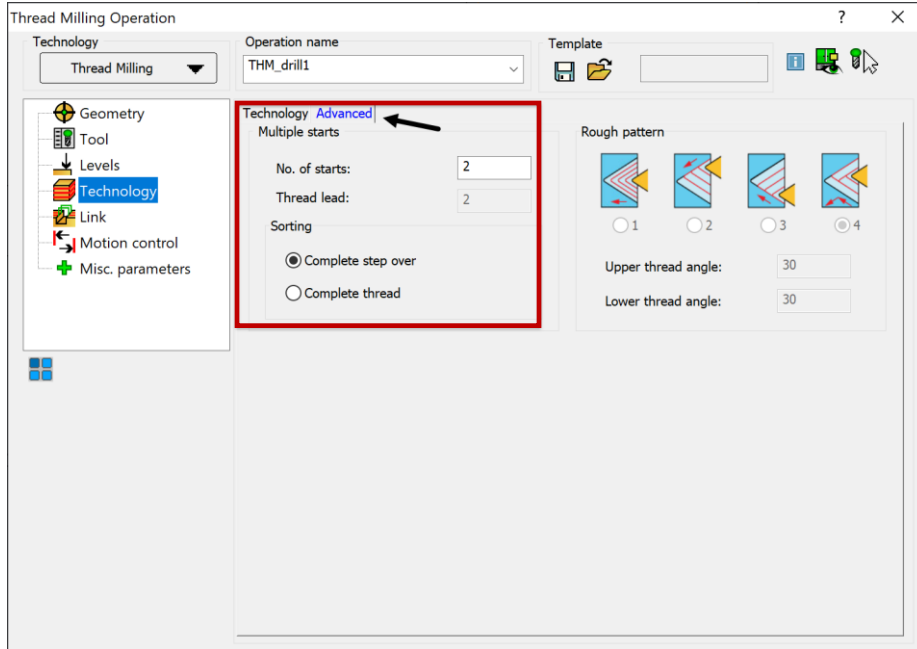 Thread Milling Operation
? X
Technology
Thread Milling
Operation name
THM_drill1
Template
Geometry
Tool
Levels
Technology
Link
Motion control
Misc. parameters
Technology Advanced
Multiple starts
No. of starts: 2
Thread lead: 2
Sorting
Complete step over
Complete thread
Rough pattern
1 2 3 4
Upper thread angle: 30
Lower thread angle: 30